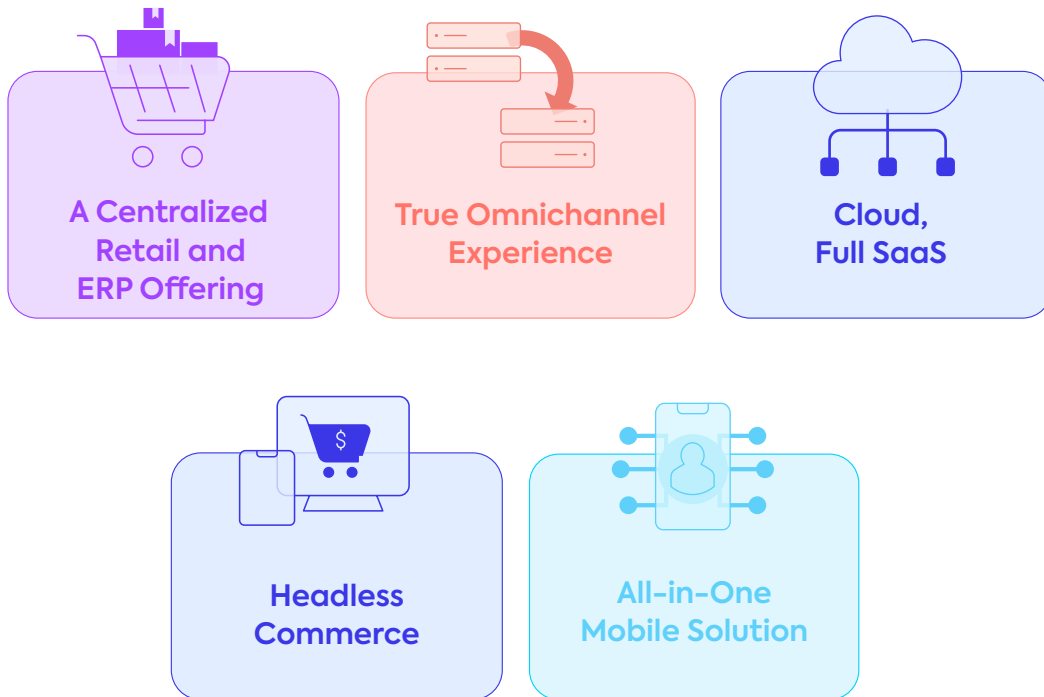 A Centralized
Retail and
ERP Offering
True Omnichannel
Experience
Cloud,
Full SaaS
$
Headless
Commerce
All-in-One
Mobile Solution